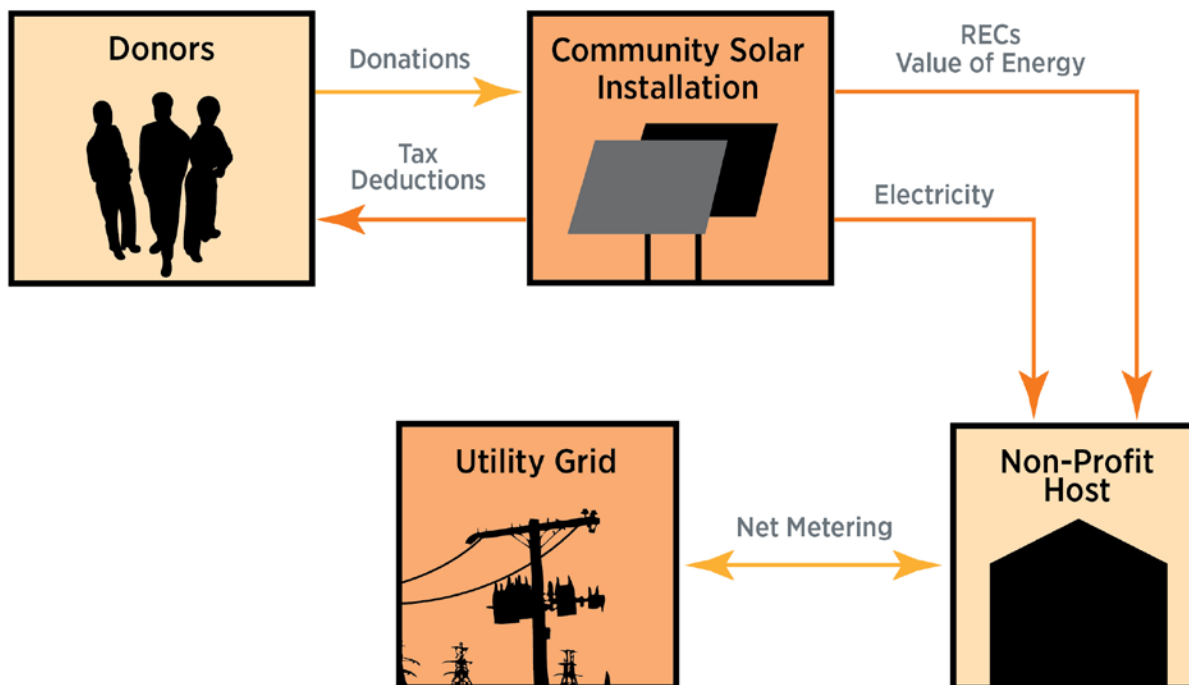 Donors
Donations
Tax
Deductions
Community Solar
Installation
RECs
Value of Energy
Electricity
Utility Grid
Net Metering
Non-Profit
Host